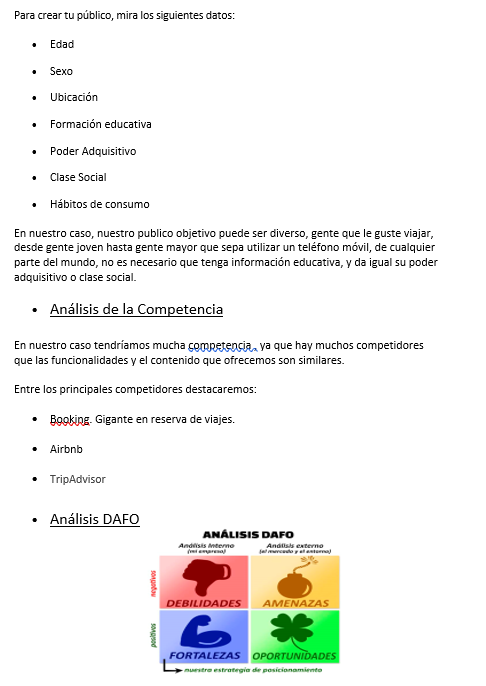 Para crear tu público, mira los siguientes datos:
• Edad
• Sexo
• Ubicación
• Formación educativa
• Poder Adquisitivo
• Clase Social
• Hábitos de consumo
En nuestro caso, nuestro publico objetivo puede ser diverso, gente que le guste viajar,
desde gente joven hasta gente mayor que sepa utilizar un teléfono móvil, de cualquier
parte del mundo, no es necesario que tenga información educativa, y da igual su poder
adquisitivo o clase social.
• Análisis de la Competencia
En nuestro caso tendríamos mucha competencia, ya que hay muchos competidores
que las funcionalidades y el contenido que ofrecemos son similares.
Entre los principales competidores destacaremos:
• Booking. Gigante en reserva de viajes.
• Airbnb
• TripAdvisor
• Análisis DAFO
ANÁLISIS DAFO
Análisis Interno
(mi empresa)
Análisis externo
(el mercado y el entorno)
negativos
DEBILIDADES
AMENAZAS
positivos
FORTALEZAS
OPORTUNIDADES
nuestra estrategia de posicionamiento